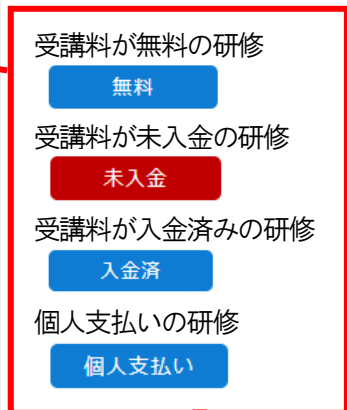 受講料が無料の研修
無料
受講料が未入金の研修
未入金
受講料が入金済みの研修
入金済
個人支払いの研修
個人支払い